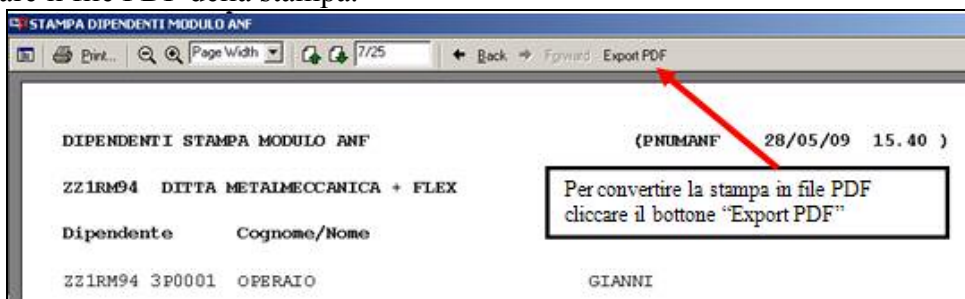 are il file PDF della stampa.
STAMPA DIPENDENTI MODULO ANF
Print... Page Width 7/25 Back Forward Export PDF
DIPENDENTI STAMPA MODULO ANF (PNUMANF 28/05/09 15.40 )
ZZ1RM94 DITTA METALMECCANICA + FLEX
Per convertire la stampa in file PDF
cliccare il bottone “Export PDF”
Dipendente Cognome/Nome
ZZ1RM94 3P0001 OPERAIO GIANNI